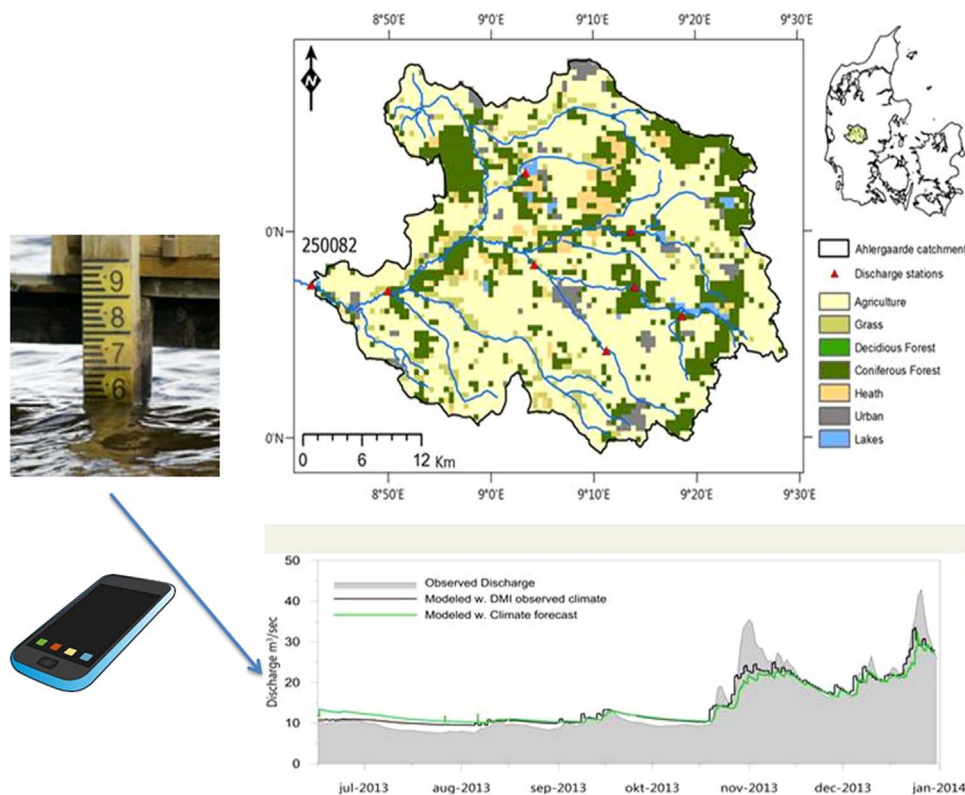 8°50'E 9°0'E 9°10'E 9°20'E 9°30'E
N
0'N
250082
0'N
0 6 12 Km
8°50'E 9°0'E 9°10'E 9°20'E 9°30'E
Ahlergaarde catchment
Discharge stations
Agriculture
Grass
Decidious Forest
Coniferous Forest
Heath
Urban
Lakes
9
8
7
6
50
40
30
20
10
0
Discharge m³/sec
Observed Discharge
Modeled w. DMI observed climate
Modeled w. Climate forecast
jul-2013 aug-2013 sep-2013 okt-2013 nov-2013 dec-2013 jan-2014